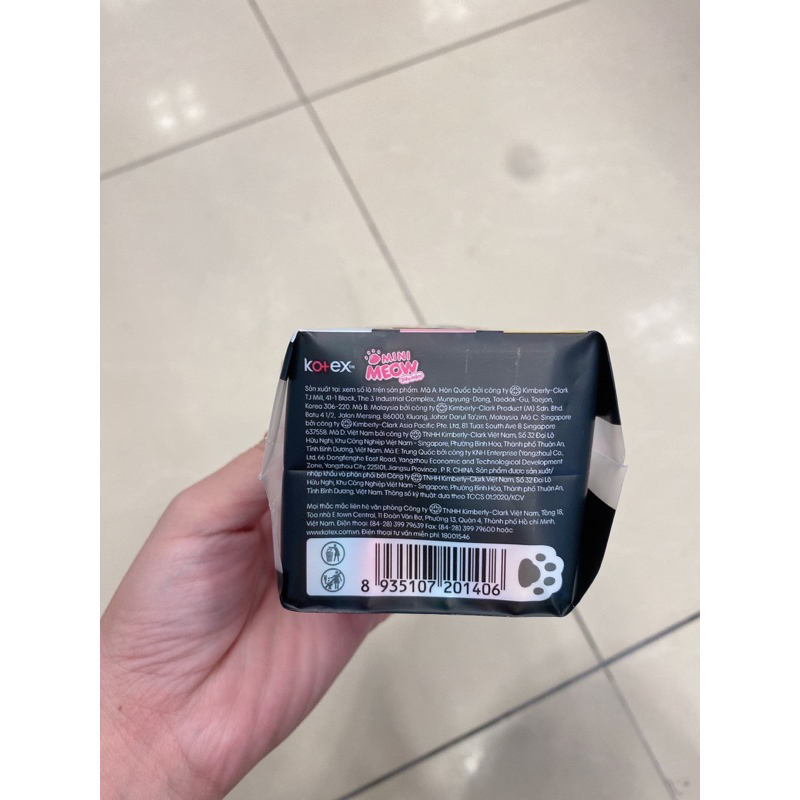 kotex™ MINI MEOW
Sản xuất tại: xem số lô trên sản phẩm. Mã A: Hàn Quốc bởi công ty Kimberly-Clark
TJ Mill, 41-1 Block, The 3 Industrial Complex, Munpyung-Dong, Taedok-Gu, Taejon,
Korea 306-220. Mã B: Malaysia bởi công ty Kimberly-Clark Product (M) Sdn. Bhd.
Batu 4 1/2, Jalan Mersing, 86000, Kluang, Johor Darul Ta'zim, Malaysia. Mã C: Singapore
bởi công ty Kimberly-Clark Asia Pacific Pte. Ltd, 81 Tuas South Ave 8 Singapore
637558. Mã D: Việt Nam bởi công ty TNHH Kimberly-Clark Việt Nam, Số 32 Đại Lộ
Hữu Nghị, Khu Công Nghiệp Việt Nam - Singapore, Phường Bình Hòa, Thành phố Thuận An,
Tỉnh Bình Dương, Việt Nam. Mã E: Trung Quốc bởi công ty KNH Enterprise (Yangzhou) Co.,
Ltd, 66 Dongfenghe East Road, Yangzhou Economic and Technological Development
Zone, Yangzhou City, 225101, Jiangsu Province, P.R. CHINA. Sản phẩm được sản xuất/
nhập khẩu và phân phối bởi Công ty TNHH Kimberly-Clark Việt Nam, Số 32 Đại Lộ
Hữu Nghị, Khu Công Nghiệp Việt Nam - Singapore, Phường Bình Hòa, Thành phố Thuận An,
Tỉnh Bình Dương, Việt Nam. Thông số kỹ thuật dựa theo TCCS 01:2020/KCV
Mọi thắc mắc liên hệ văn phòng Công ty TNHH Kimberly-Clark Việt Nam, Tầng 18,
Tòa nhà E.town Central, 11 Đoàn Văn Bơ, Phường 13, Quận 4, Thành phố Hồ Chí Minh,
Việt Nam. Điện thoại: (84-28) 399 79639 Fax: (84-28) 399 79600 hoặc
www.kotex.com.vn. Điện thoại tư vấn miễn phí: 18001546
8 935107 201406